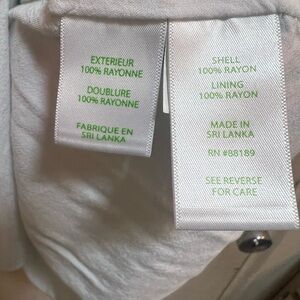 EXTERIEUR
100% RAYONNE
DOUBLURE
100% RAYONNE
FABRIQUE EN
SRI LANKA
SHELL
100% RAYON
LINING
100% RAYON
MADE IN
SRI LANKA
RN #88189
SEE REVERSE
FOR CARE